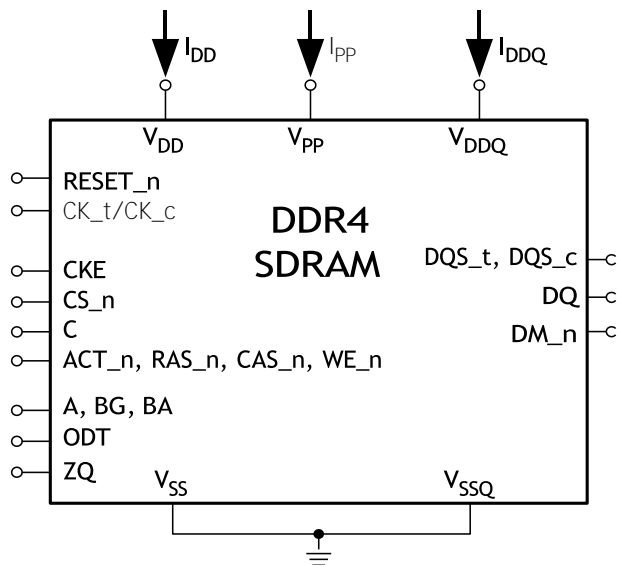 IDD
IPP
IDDQ
VDD
VPP
VDDQ
RESET_n
CK_t/CK_c
DDR4
SDRAM
CKE
CS_n
C
ACT_n, RAS_n, CAS_n, WE_n
A, BG, BA
ODT
ZQ
DQS_t, DQS_c
DQ
DM_n
VSS
VSSQ